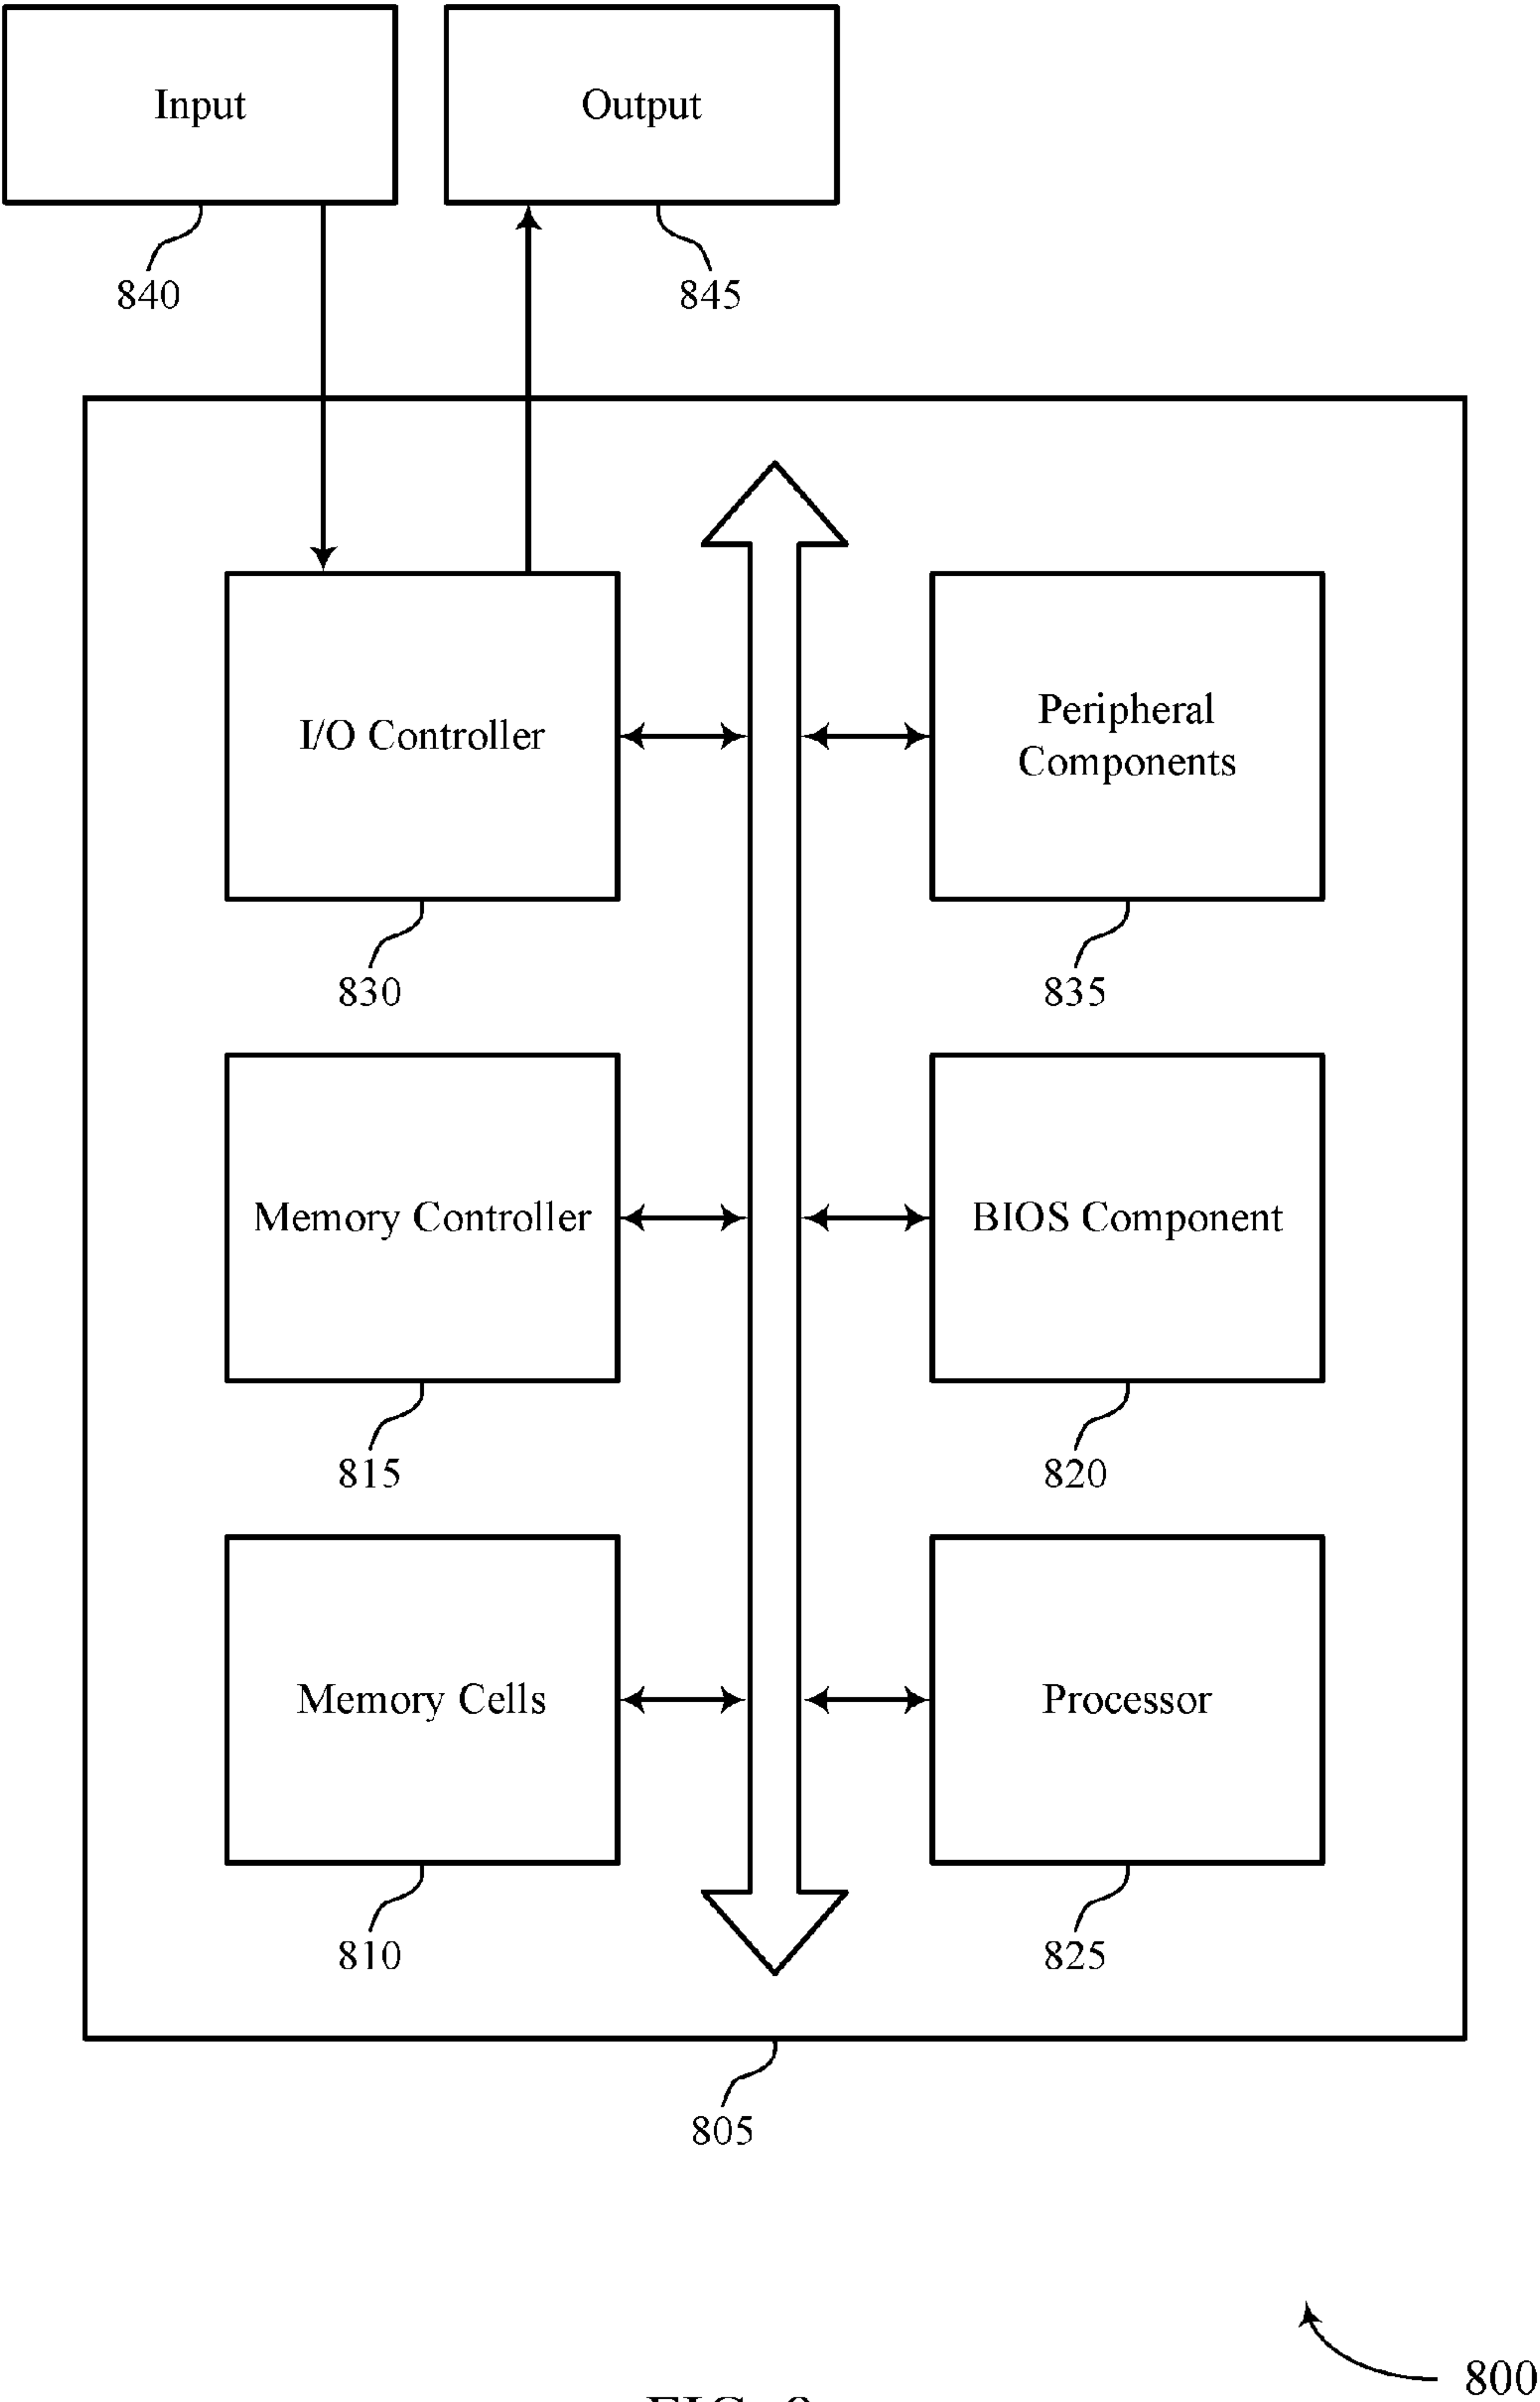 Input
Output
840
845
I/O Controller
Peripheral
Components
830
835
Memory Controller
BIOS Component
815
820
Memory Cells
Processor
810
825
805
800